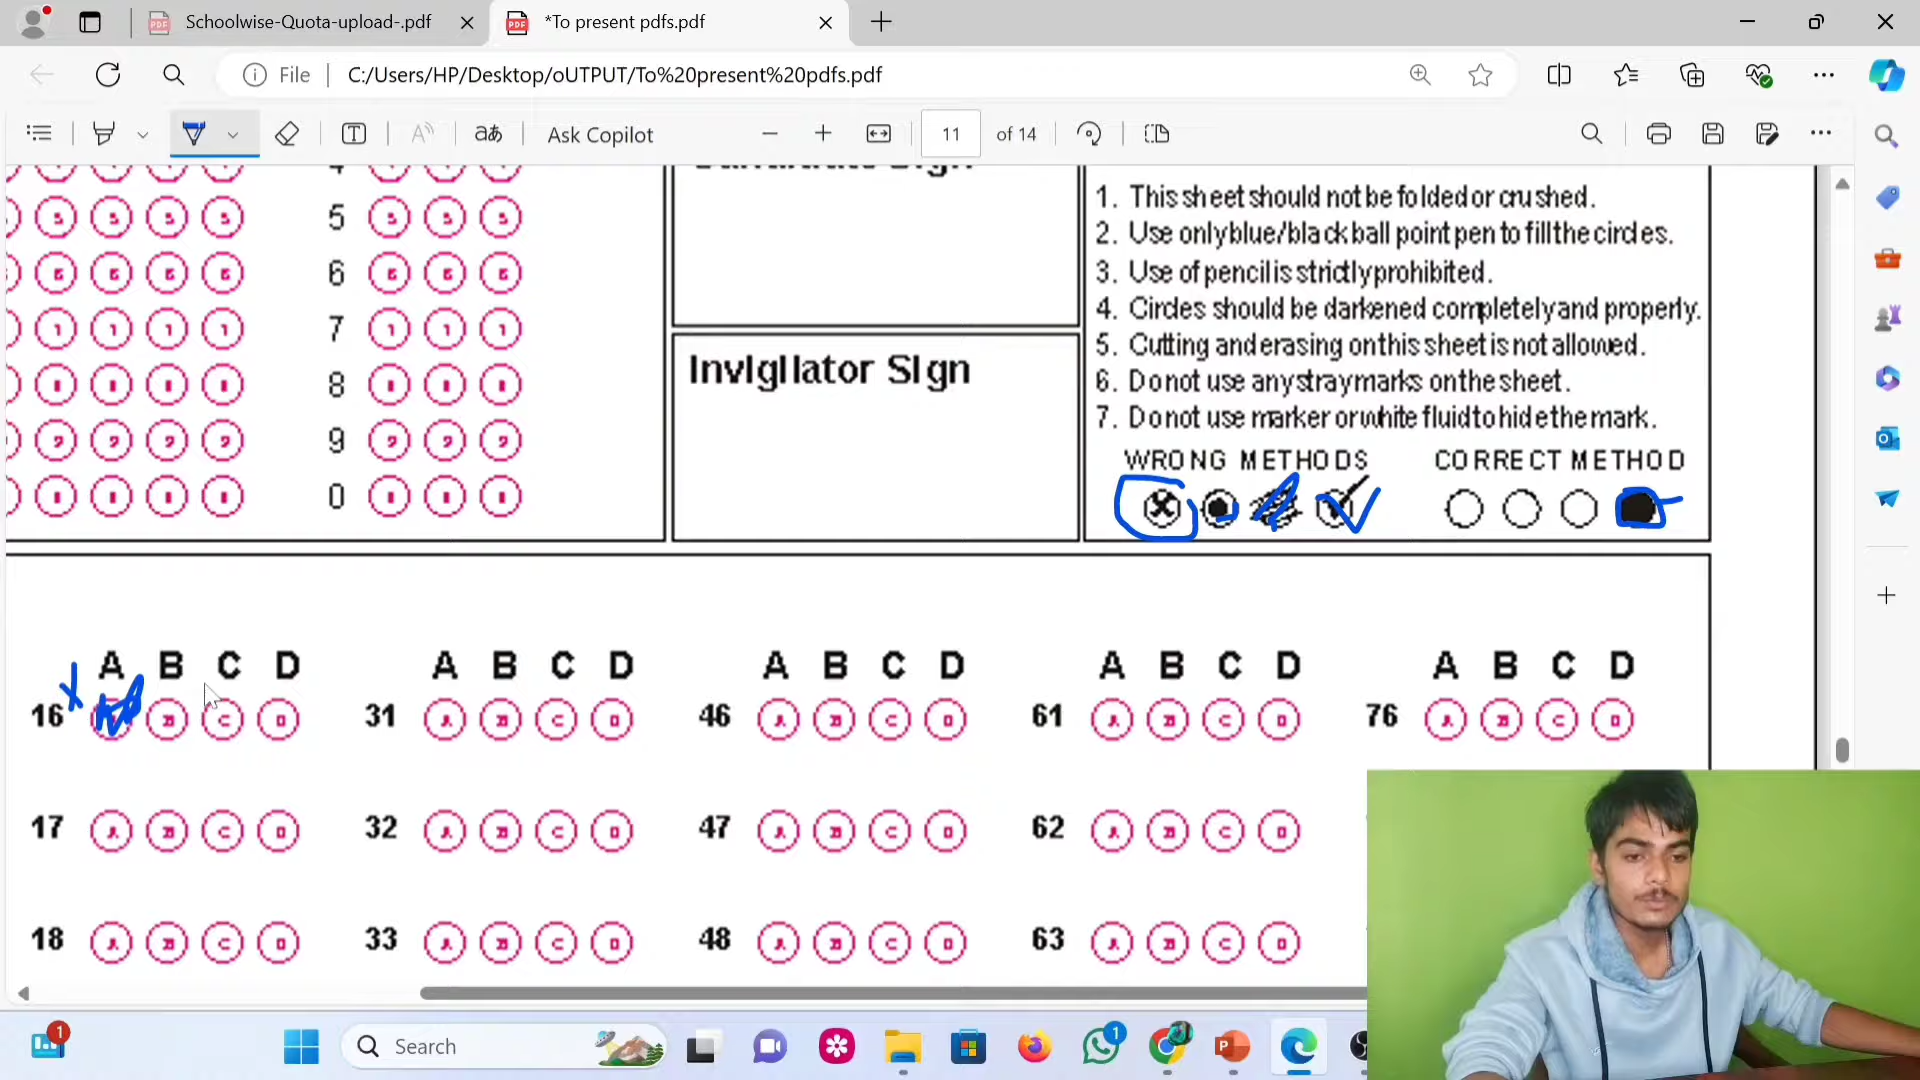 Schoolwise-Quota-upload-.pdf
*To present pdfs.pdf
File
C:/Users/HP/Desktop/oUTPUT/To%20present%20pdfs.pdf
Ask Copilot
11 of 14
5
6
7
8
9
0
Invigilator Sign
1. This sheet should not be folded or crushed.
2. Use only blue/black ball point pen to fill the circles.
3. Use of pencil is strictly prohibited.
4. Circles should be darkened completely and properly.
5. Cutting and erasing on this sheet is not allowed.
6. Do not use any stray marks on the sheet.
7. Do not use marker or white fluid to hide the mark.
WRONG METHODS CORRECT METHOD
A B C D A B C D A B C D A B C D A B C D
16 31 46 61 76
17 32 47 62
18 33 48 63
Search